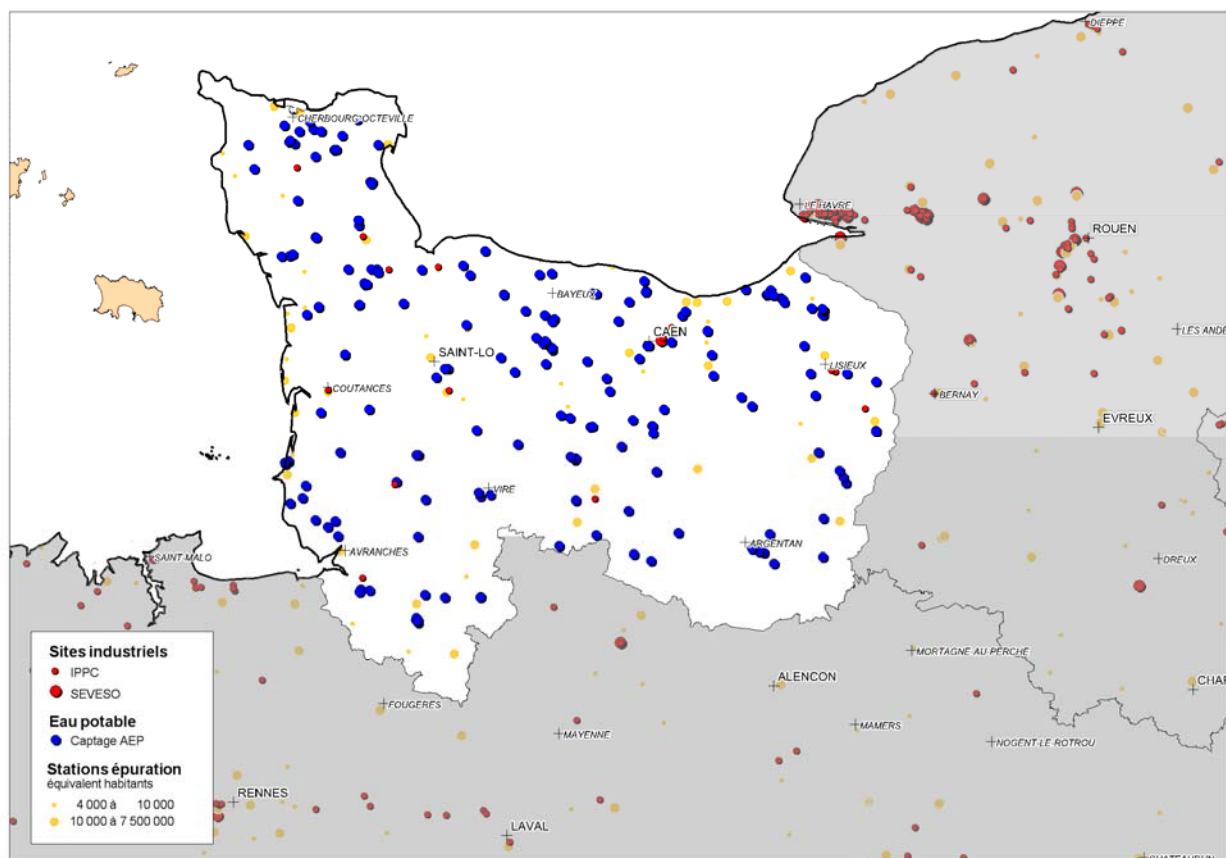 DIEPPE
CHERBOURG-OCTEVILLE
LE HAVRE
ROUEN
BAYEUX
LES ANDE
CAEN
SAINT-LO
LISIEUX
COUTANCES
BERNAY
EVREUX
VIRE
ARGENTAN
AVRANCHES
SAINT-MALO
DREUX
MORTAGNE-AU-PERCHE
ALENCON
CHAR
FOUGERES
MAMERS
MAYENNE
NOGENT-LE-ROTROU
RENNES
LAVAL
CHATEAUDUN
Sites industriels
IPPC
SEVESO
Eau potable
Captage AEP
Stations épuration
équivalent habitants
4 000 à 10 000
10 000 à 7 500 000